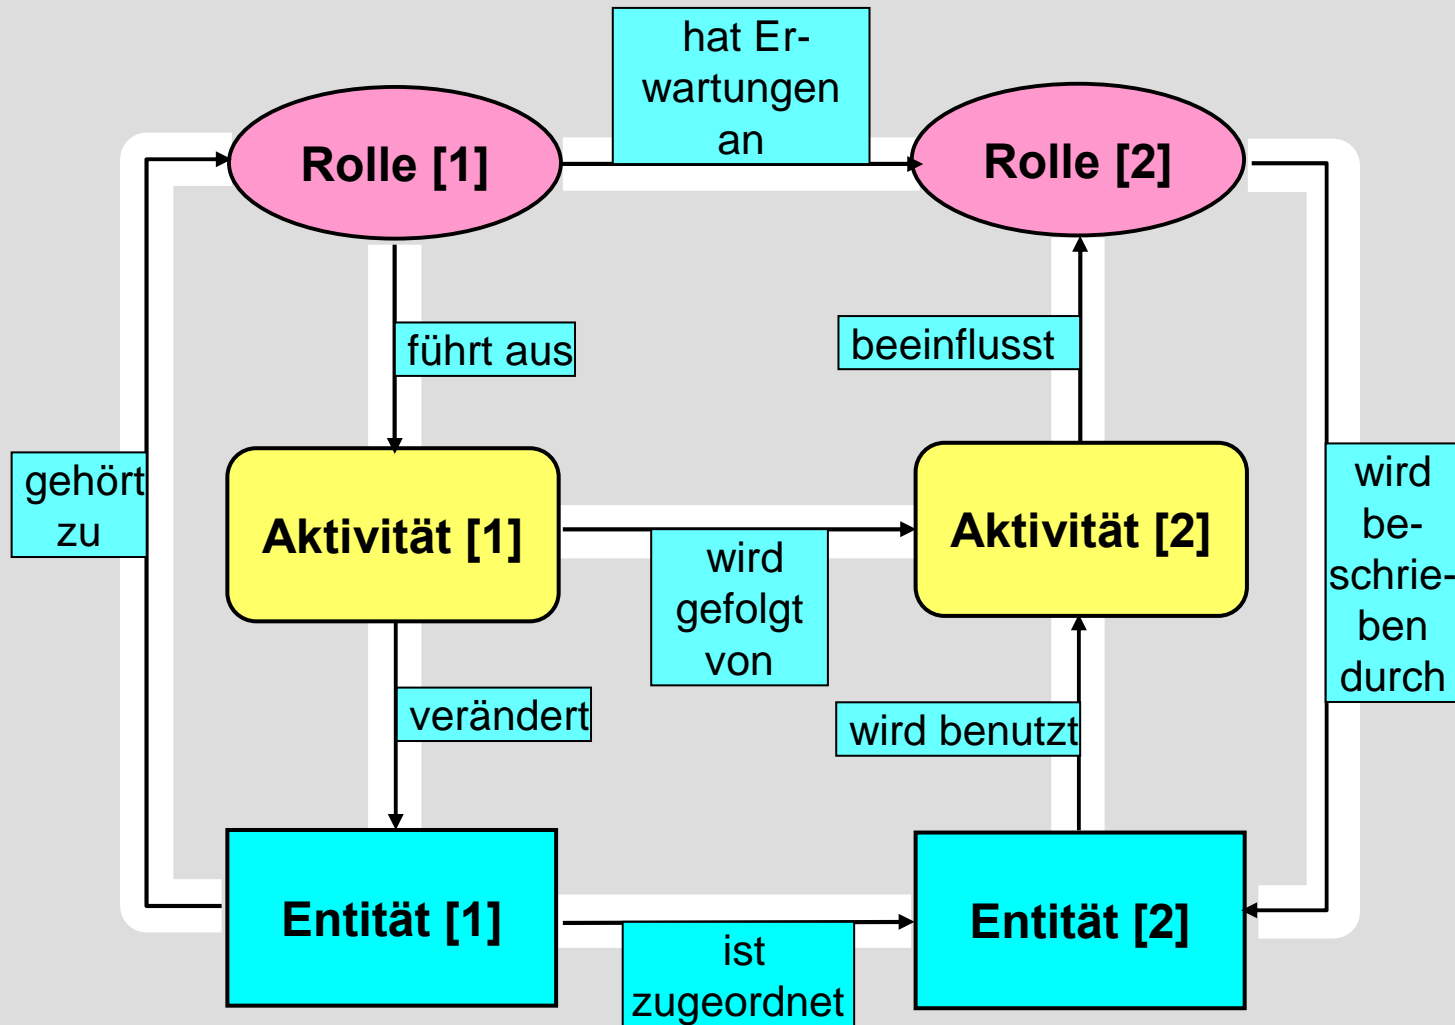 hat Er-
wartungen
an
Rolle [1]
Rolle [2]
führt aus
beeinflusst
gehört
zu
Aktivität [1]
wird
gefolgt
von
Aktivität [2]
wird
be-
schrie-
ben
durch
verändert
wird benutzt
Entität [1]
ist
zugeordnet
Entität [2]